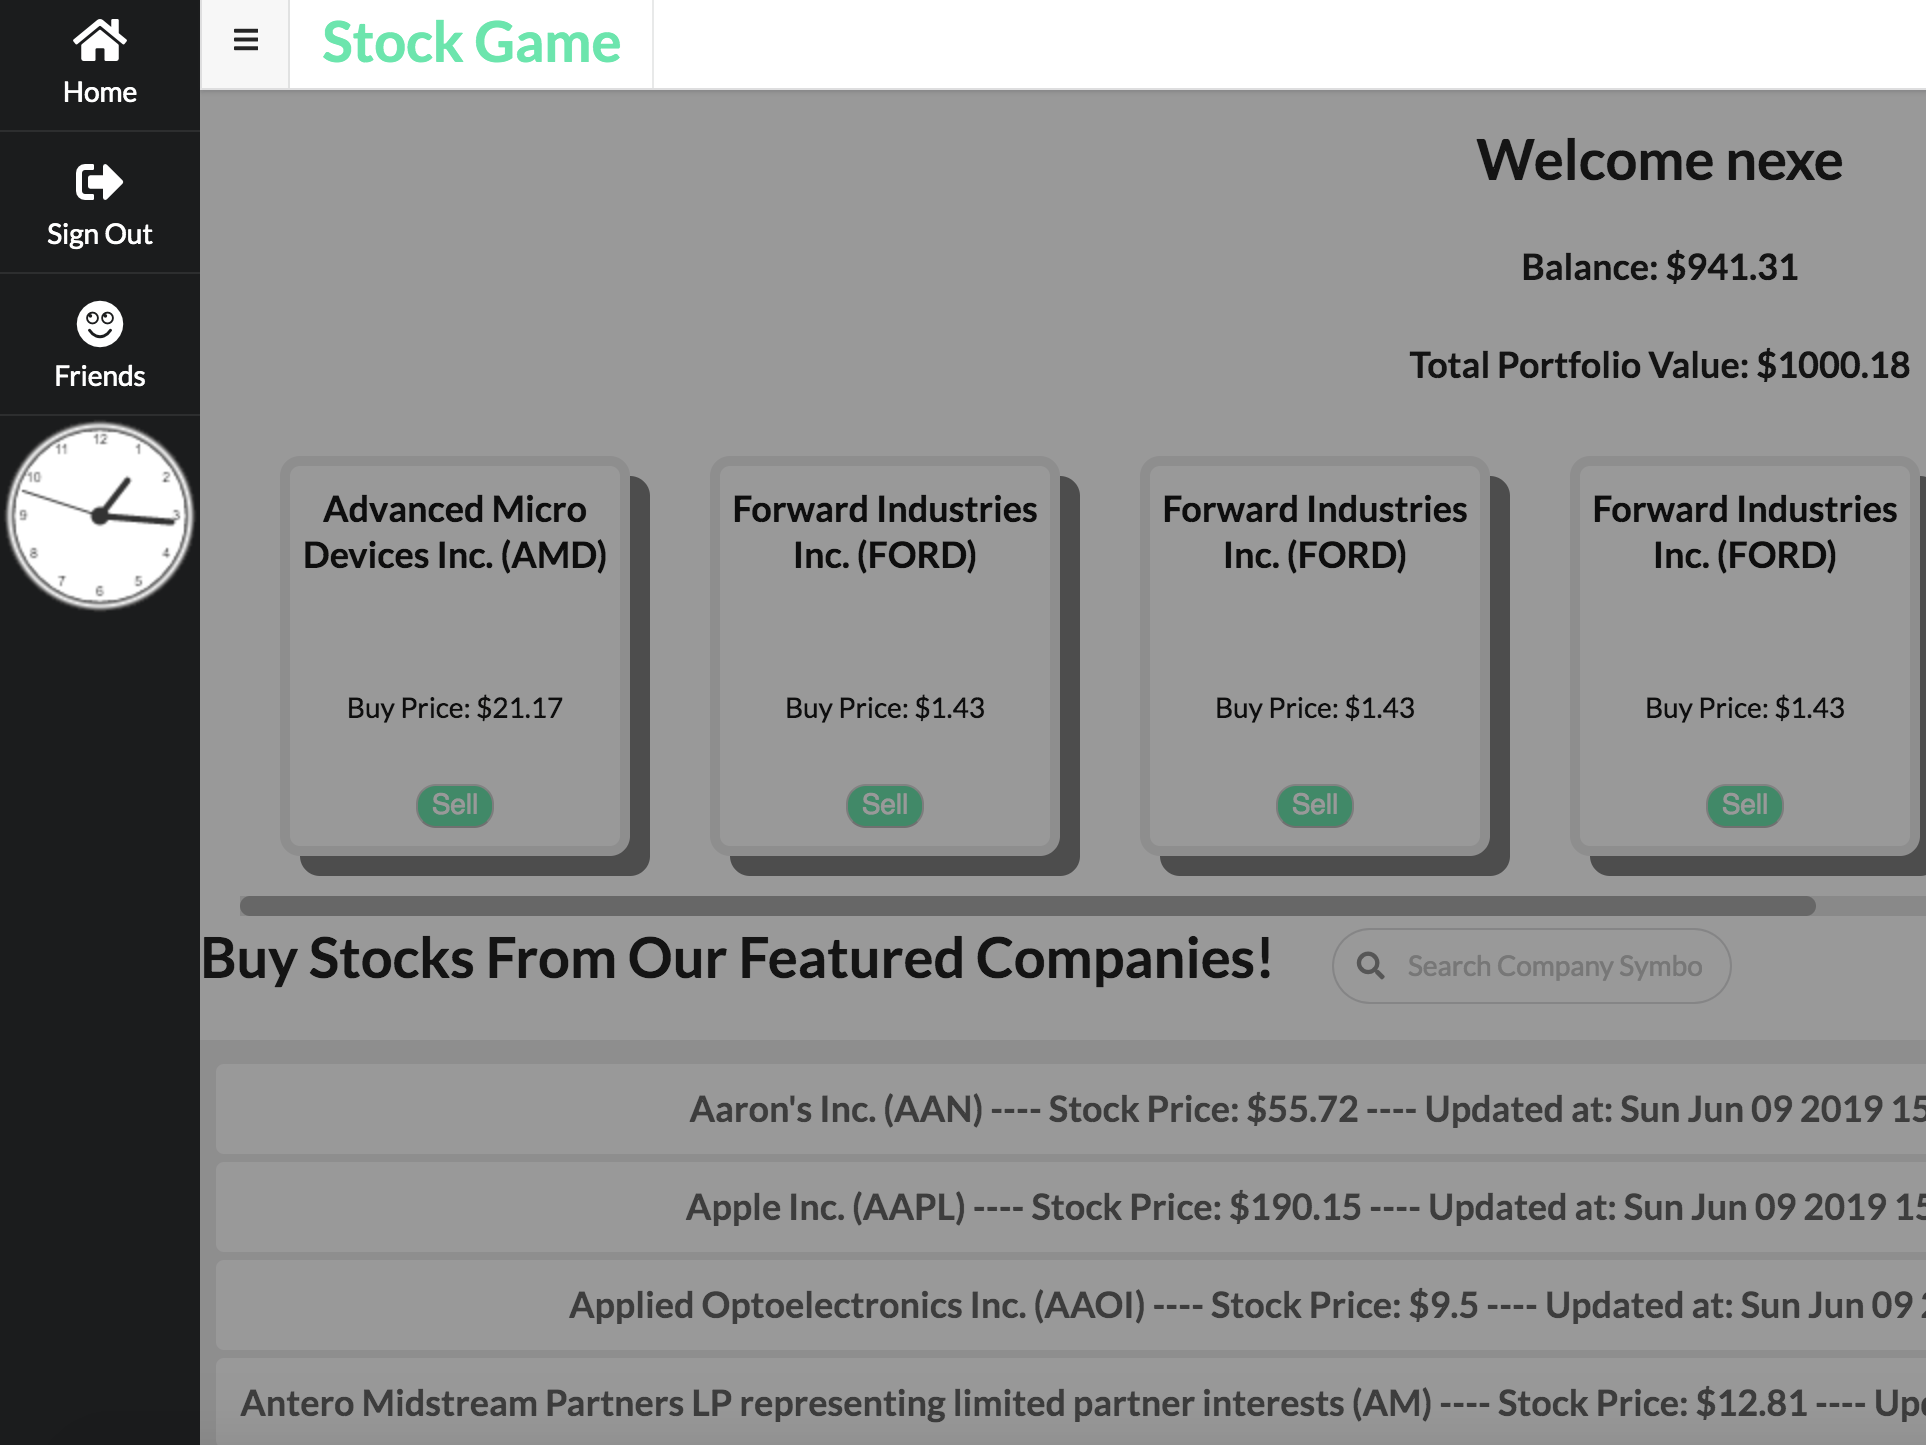 Home
Sign Out
Friends
12
11
1
10
2
9
3
8
4
7
5
6
Stock Game
Welcome nexe
Balance: $941.31
Total Portfolio Value: $1000.18
Advanced Micro
Devices Inc. (AMD)
Buy Price: $21.17
Sell
Forward Industries
Inc. (FORD)
Buy Price: $1.43
Sell
Forward Industries
Inc. (FORD)
Buy Price: $1.43
Sell
Forward Industries
Inc. (FORD)
Buy Price: $1.43
Sell
Buy Stocks From Our Featured Companies!
Search Company Symbo
Aaron's Inc. (AAN) ---- Stock Price: $55.72 ---- Updated at: Sun Jun 09 2019 15
Apple Inc. (AAPL) ---- Stock Price: $190.15 ---- Updated at: Sun Jun 09 2019 15
Applied Optoelectronics Inc. (AAOI) ---- Stock Price: $9.5 ---- Updated at: Sun Jun 09
Antero Midstream Partners LP representing limited partner interests (AM) ---- Stock Price: $12.81 ----